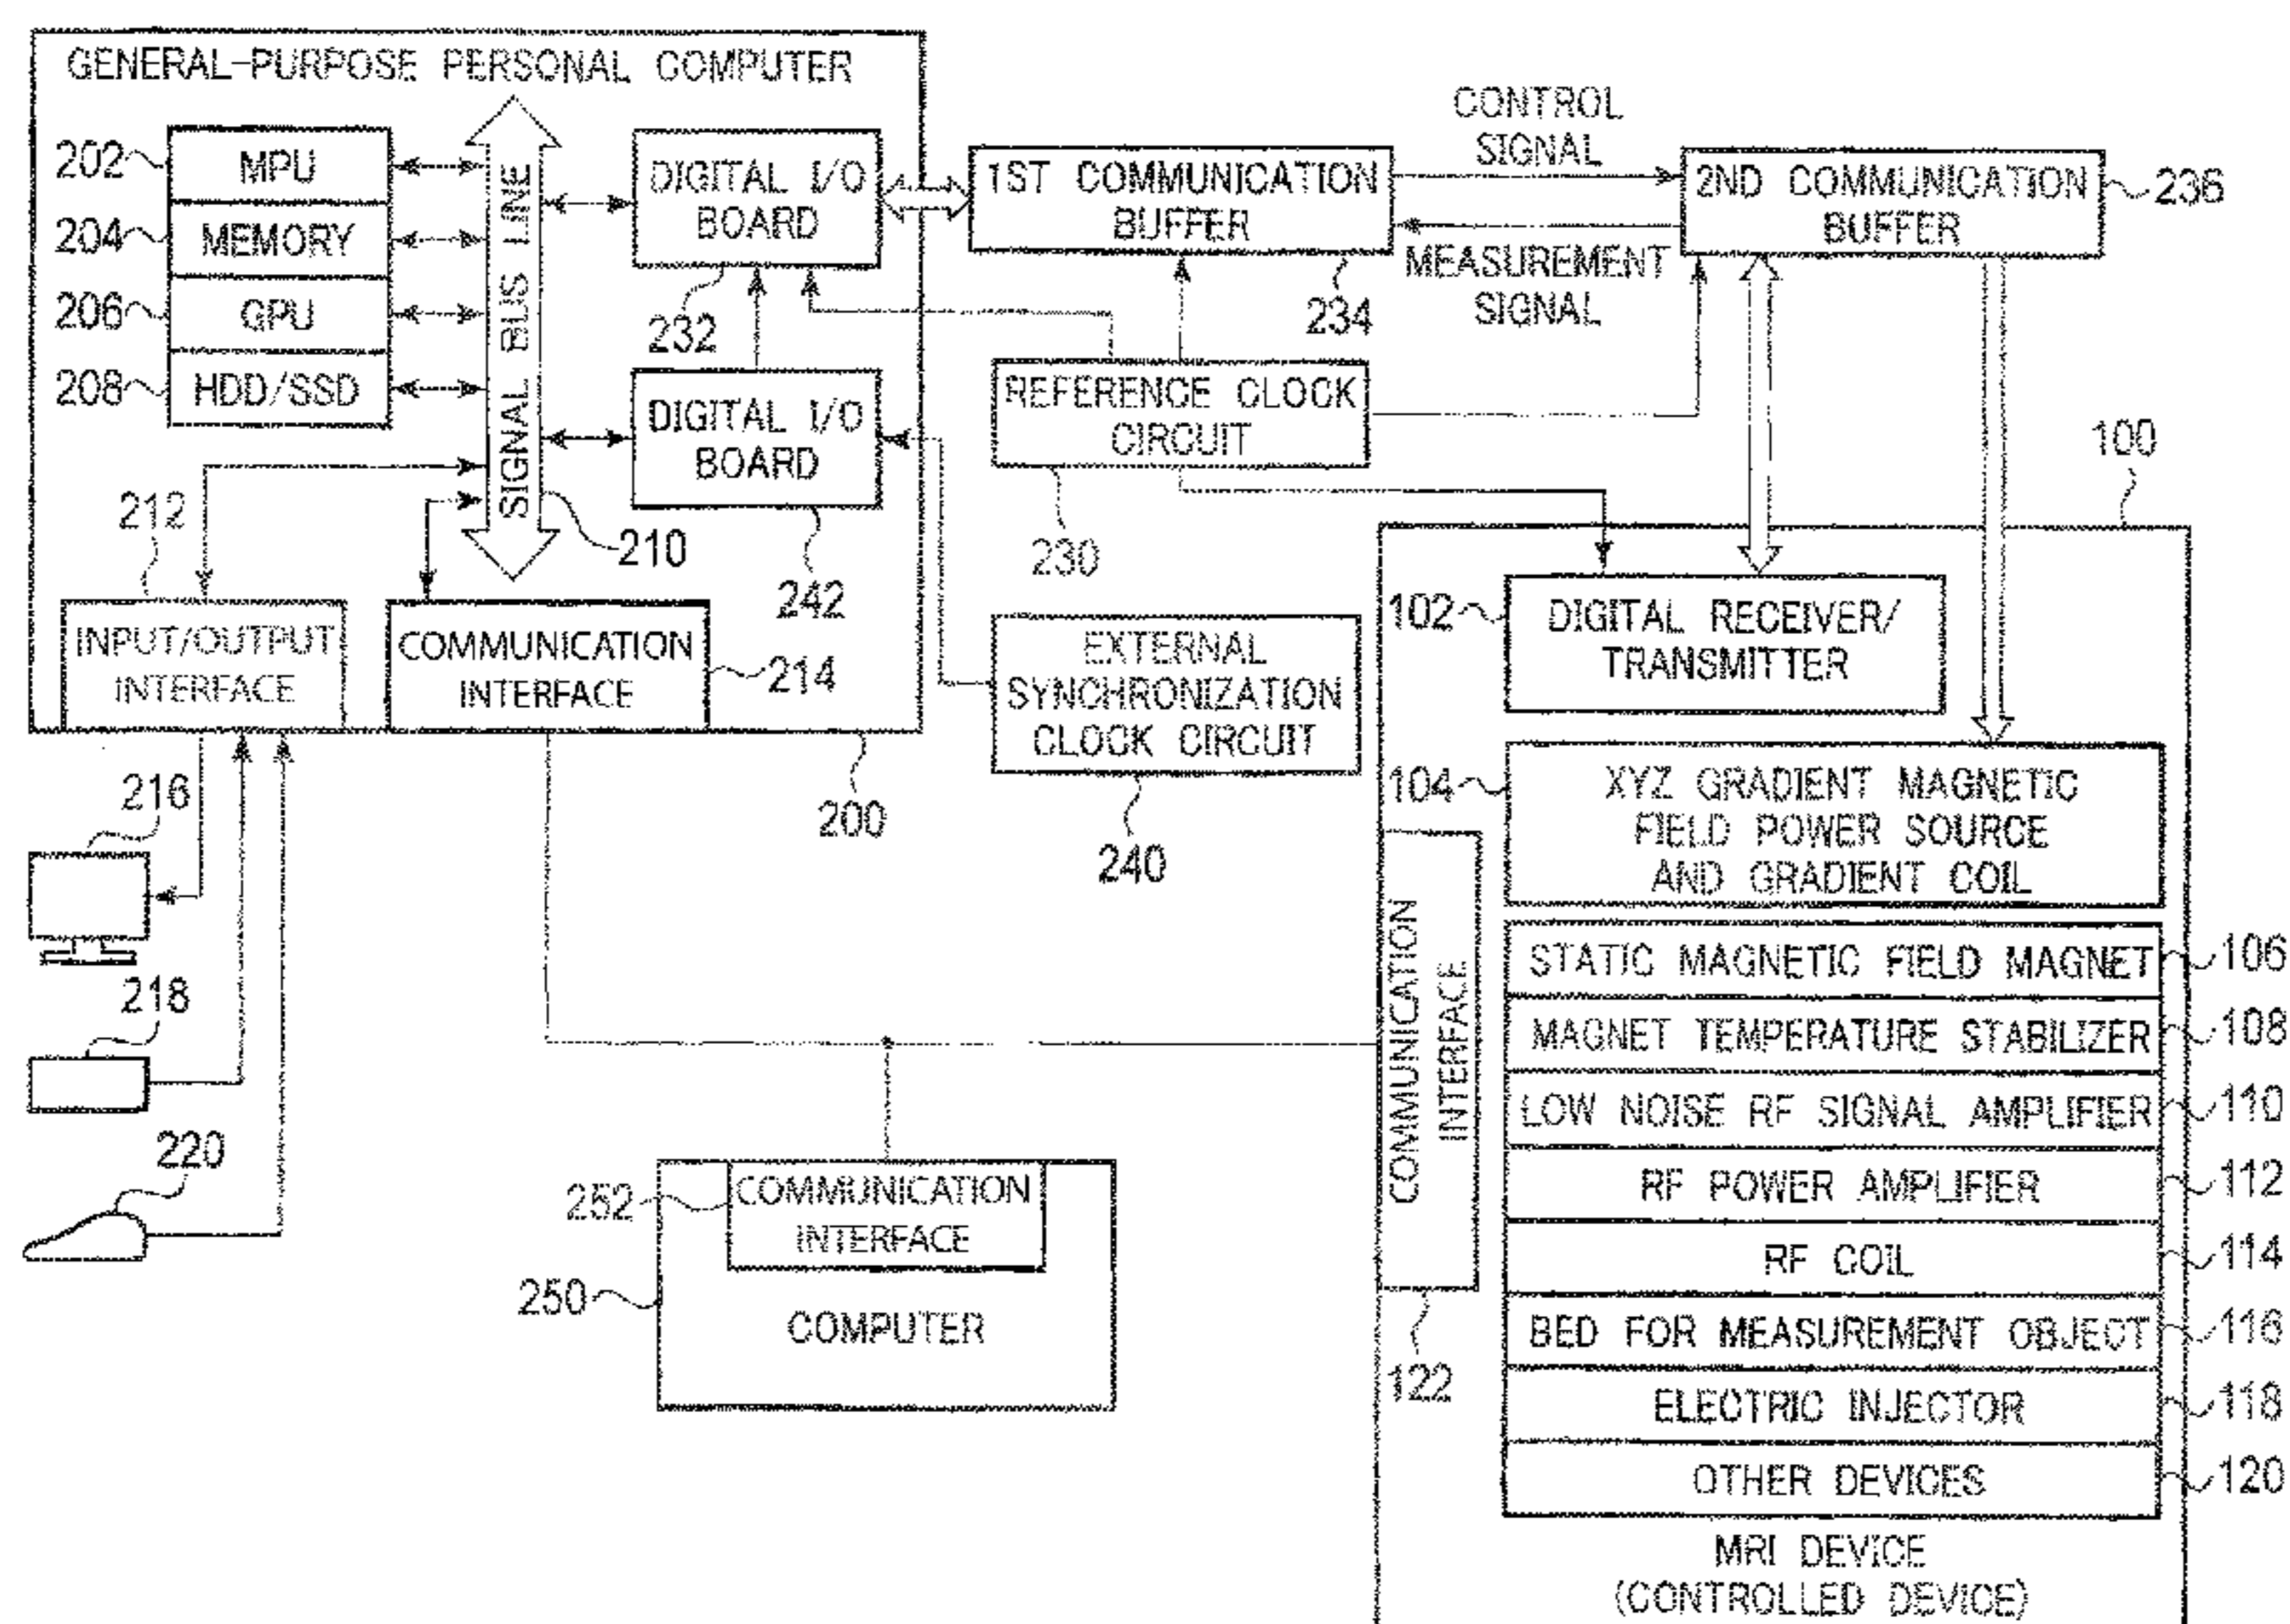 GENERAL-PURPOSE PERSONAL COMPUTER
202
MPU
204
MEMORY
206
GPU
208
HDD/SSD
SIGNAL BUS LINE
210
DIGITAL I/O
BOARD
232
DIGITAL I/O
BOARD
242
212
INPUT/OUTPUT
INTERFACE
COMMUNICATION
INTERFACE
214
200
216
218
220
1ST COMMUNICATION
BUFFER
234
CONTROL
SIGNAL
MEASUREMENT
SIGNAL
2ND COMMUNICATION
BUFFER
236
REFERENCE CLOCK
CIRCUIT
230
EXTERNAL
SYNCHRONIZATION
CLOCK CIRCUIT
240
252
COMMUNICATION
INTERFACE
250
COMPUTER
100
102
DIGITAL RECEIVER/
TRANSMITTER
104
XYZ GRADIENT MAGNETIC
FIELD POWER SOURCE
AND GRADIENT COIL
COMMUNICATION
INTERFACE
122
STATIC MAGNETIC FIELD MAGNET
106
MAGNET TEMPERATURE STABILIZER
108
LOW NOISE RF SIGNAL AMPLIFIER
110
RF POWER AMPLIFIER
112
RF COIL
114
BED FOR MEASUREMENT OBJECT
116
ELECTRIC INJECTOR
118
OTHER DEVICES
120
MRI DEVICE
(CONTROLLED DEVICE)